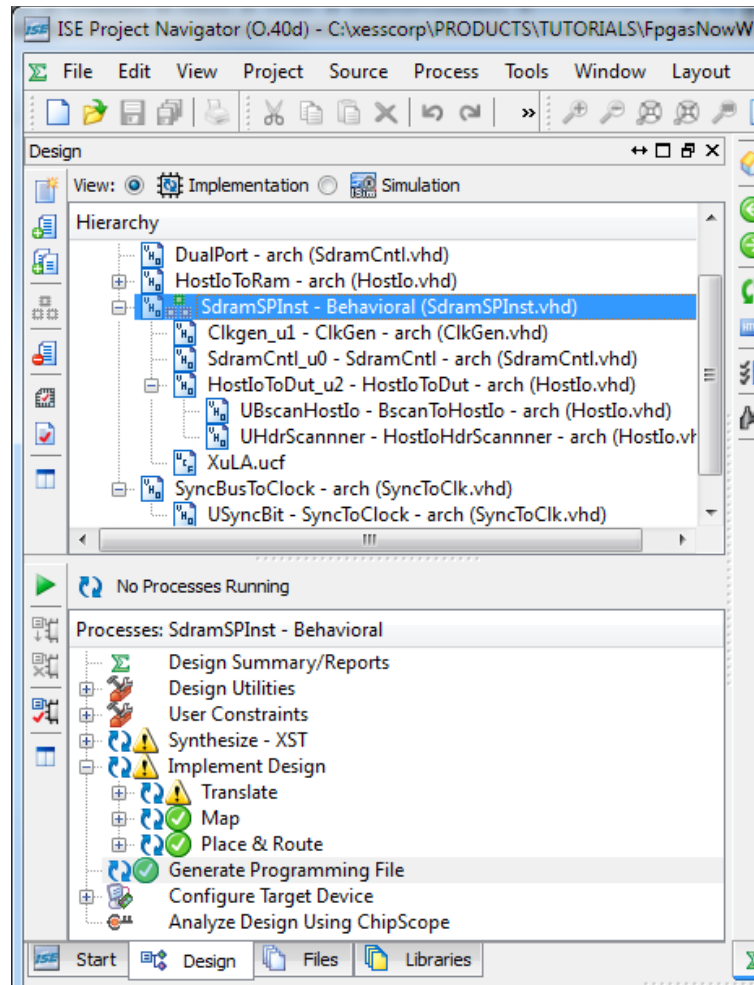 ISE Project Navigator (O.40d) - C:\xesscorp\PRODUCTS\TUTORIALS\FpgasNowW
File Edit View Project Source Process Tools Window Layout
»
Design
View: Implementation Simulation
Hierarchy
DualPort - arch (SdramCntl.vhd)
HostIoToRam - arch (HostIo.vhd)
SdramSPInst - Behavioral (SdramSPInst.vhd)
Clkgen_u1 - ClkGen - arch (ClkGen.vhd)
SdramCntl_u0 - SdramCntl - arch (SdramCntl.vhd)
HostIoToDut_u2 - HostIoToDut - arch (HostIo.vhd)
UBscanHostIo - BscanToHostIo - arch (HostIo.vhd)
UHdrScannner - HostIoHdrScannner - arch (HostIo.vh
XuLA.ucf
SyncBusToClock - arch (SyncToClk.vhd)
USyncBit - SyncToClock - arch (SyncToClk.vhd)
No Processes Running
Processes: SdramSPInst - Behavioral
Design Summary/Reports
Design Utilities
User Constraints
Synthesize - XST
Implement Design
Translate
Map
Place & Route
Generate Programming File
Configure Target Device
Analyze Design Using ChipScope
ISE Start Design Files Libraries